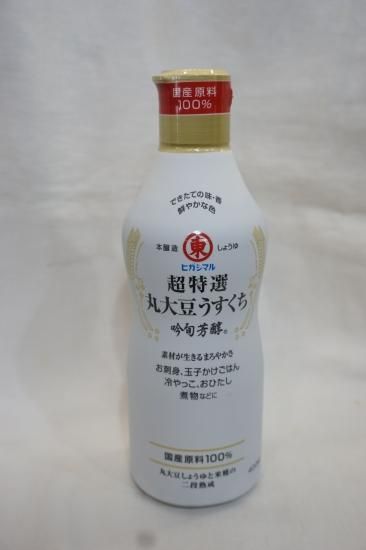 国産原料
100%
できたての味・香
鮮やかな色
本醸造 東 しょうゆ
ヒガシマル
超特選
丸大豆うすくち
吟旬芳醇®
素材が生きるまろやかさ
お刺身、玉子かけごはん
冷やっこ、おひたし
煮物などに
国産原料100%
丸大豆しょうゆと米糀の
二段熟成